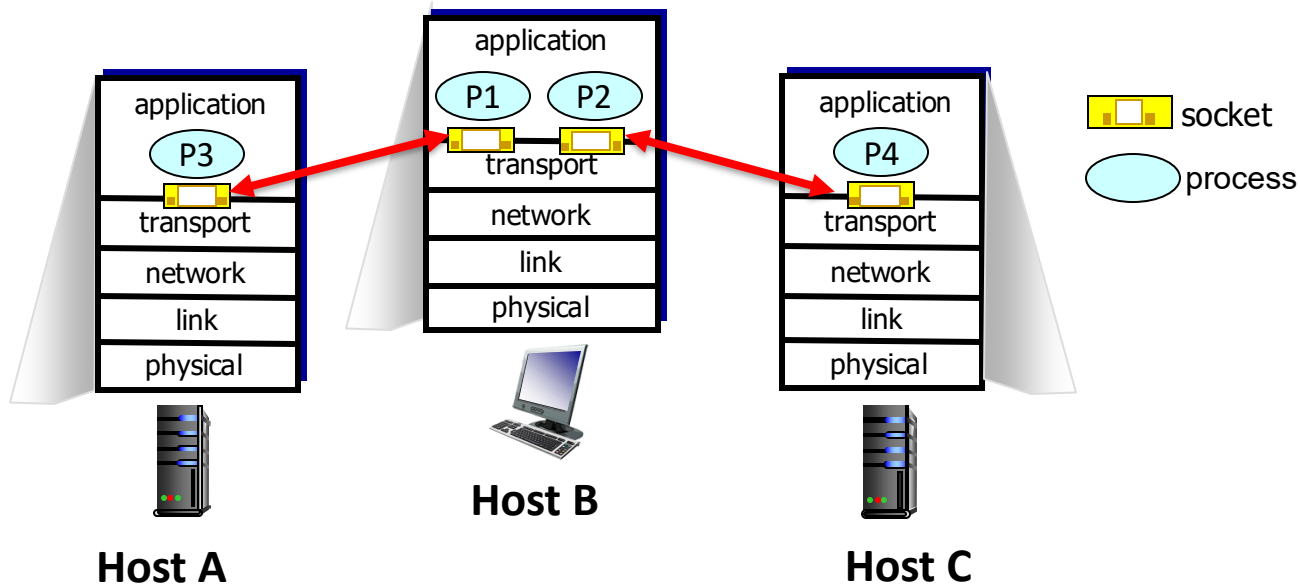 application
P3
transport
network
link
physical
Host A
application
P1 P2
transport
network
link
physical
Host B
application
P4
transport
network
link
physical
Host C
socket
process